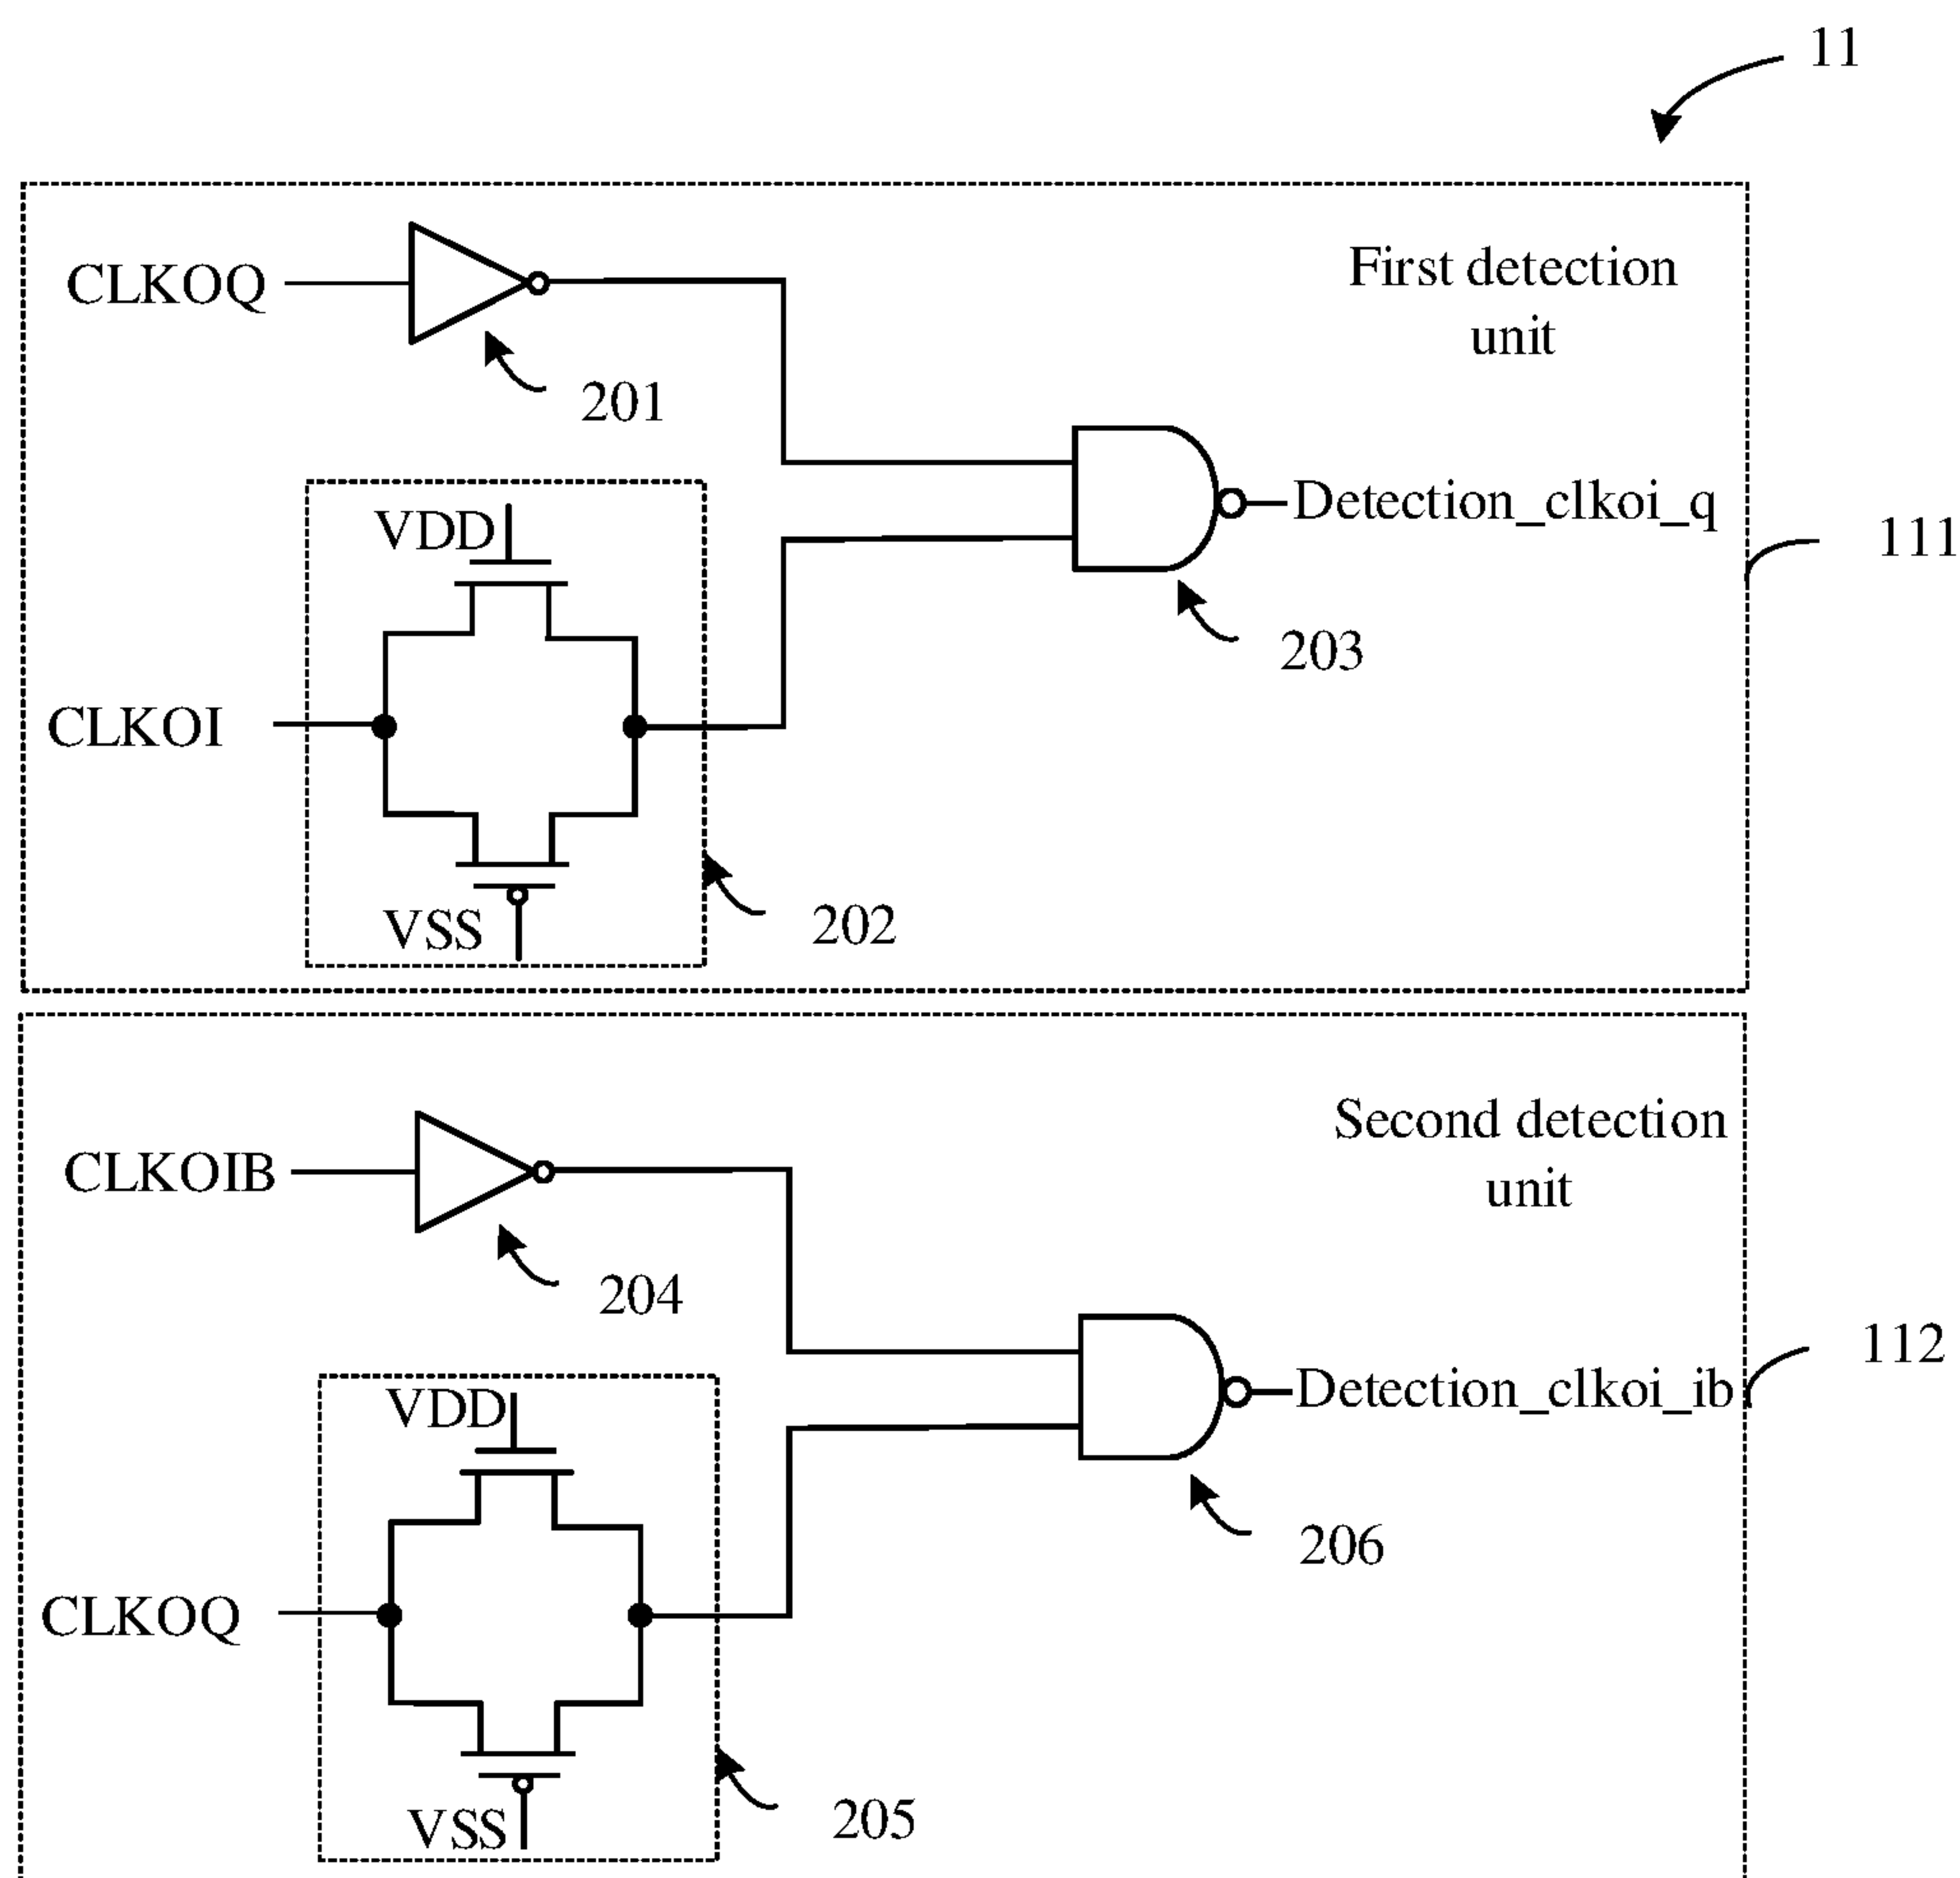 11
CLKOQ
First detection
unit
201
VDD
Detection_clkoi_q
111
203
CLKOI
VSS
202
Second detection
unit
CLKOIB
204
112
VDD
Detection_clkoi_ib
206
CLKOQ
VSS
205